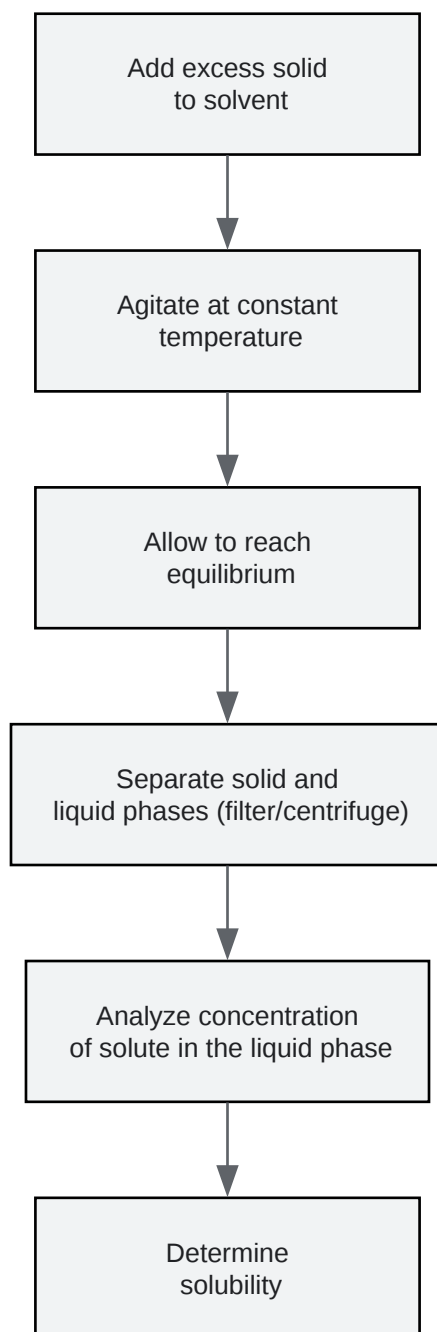 Add excess solid
to solvent
Agitate at constant
temperature
Allow to reach
equilibrium
Separate solid and
liquid phases (filter/centrifuge)
Analyze concentration
of solute in the liquid phase
Determine
solubility